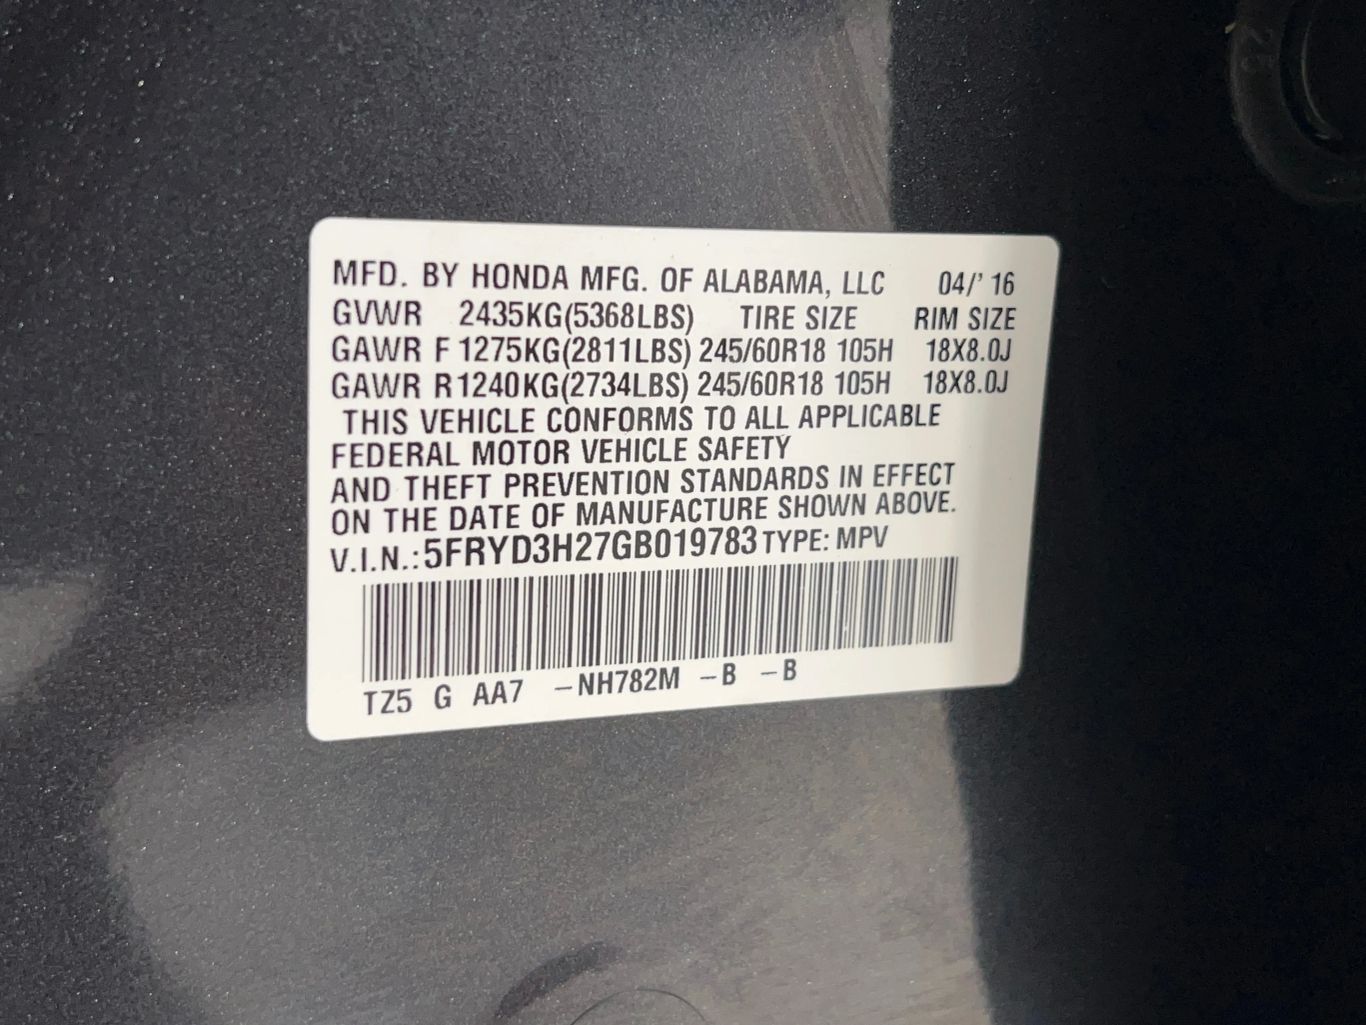 MFD. BY HONDA MFG. OF ALABAMA, LLC 04/' 16
GVWR 2435KG(5368LBS) TIRE SIZE RIM SIZE
GAWR F 1275KG(2811LBS) 245/60R18 105H 18X8.0J
GAWR R 1240KG(2734LBS) 245/60R18 105H 18X8.0J
THIS VEHICLE CONFORMS TO ALL APPLICABLE
FEDERAL MOTOR VEHICLE SAFETY
AND THEFT PREVENTION STANDARDS IN EFFECT
ON THE DATE OF MANUFACTURE SHOWN ABOVE.
V.I.N.: 5FRYD3H27GB019783 TYPE: MPV
TZ5 G AA7 –NH782M –B –B